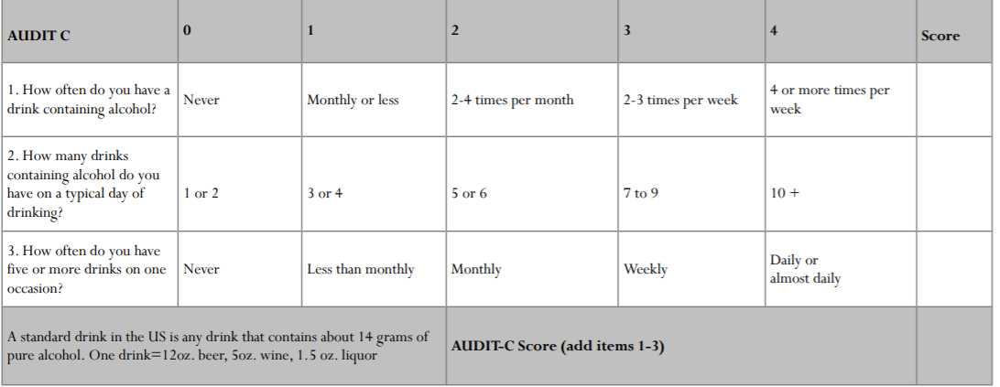 AUDIT C 0 1 2 3 4 Score
1. How often do you have a
drink containing alcohol?
Never
Monthly or less
2-4 times per month
2-3 times per week
4 or more times per
week
2. How many drinks
containing alcohol do you
have on a typical day of
drinking?
1 or 2
3 or 4
5 or 6
7 to 9
10 +
3. How often do you have
five or more drinks on one
occasion?
Never
Less than monthly
Monthly
Weekly
Daily or
almost daily
A standard drink in the US is any drink that contains about 14 grams of
pure alcohol. One drink=12oz. beer, 5oz. wine, 1.5 oz. liquor
AUDIT-C Score (add items 1-3)